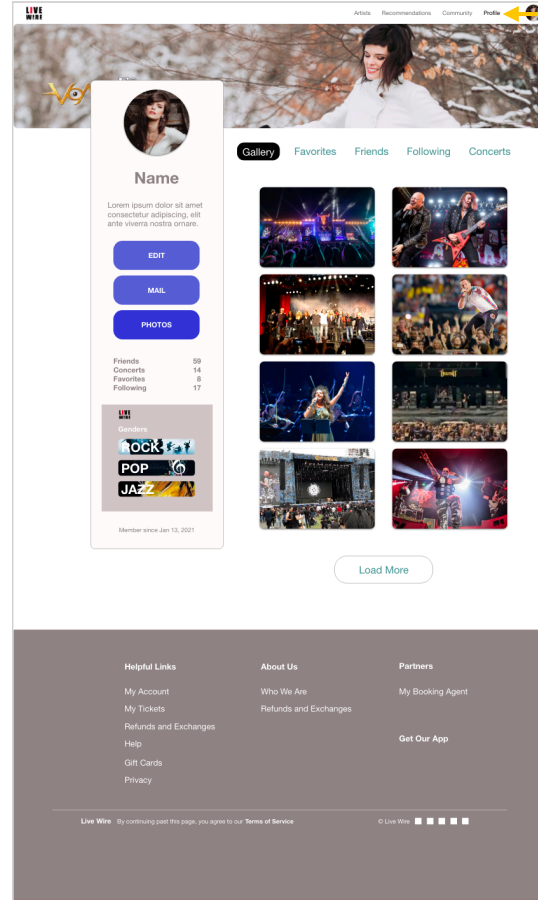 LIVE
WIRE
Artists Recommendations Community Profile
Gallery Favorites Friends Following Concerts
Name
Lorem ipsum dolor sit amet
consectetur adipiscing, elit
ante viverra nostra ornare.
EDIT
MAIL
PHOTOS
Friends 59
Concerts 14
Favorites 8
Following 17
LIVE
WIRE
Genders
ROCK
POP
JAZZ
Member since Jan 13, 2021
Load More
Helpful Links
My Account
My Tickets
Refunds and Exchanges
Help
Gift Cards
Privacy
About Us
Who We Are
Refunds and Exchanges
Partners
My Booking Agent
Get Our App
Live Wire By continuing past this page, you agree to our Terms of Service
© Live Wire